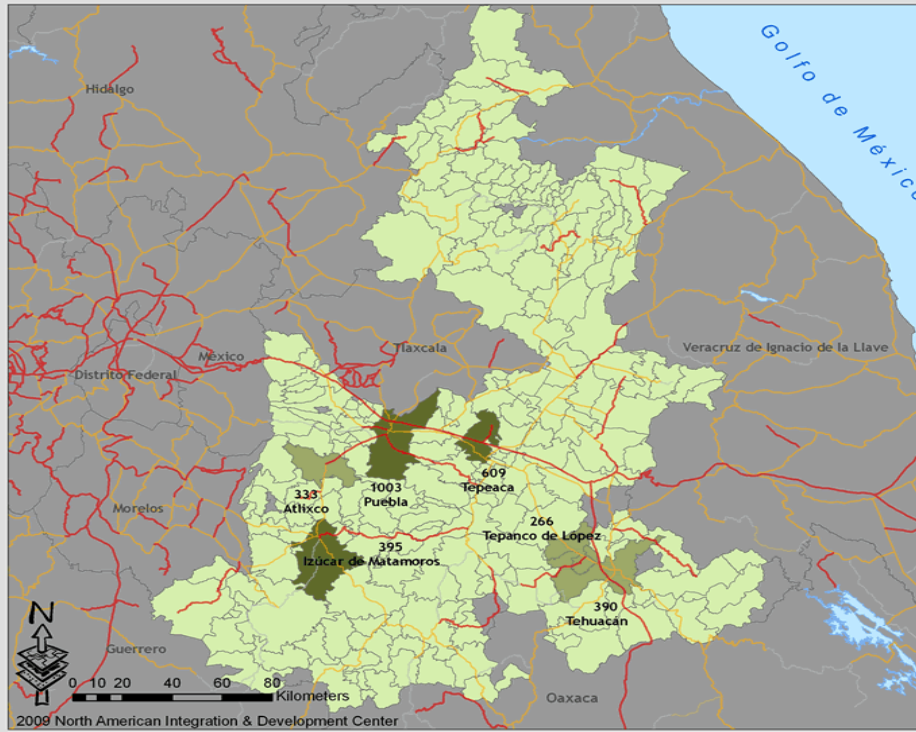 Golfo de México
Hidalgo
México
Tlaxcala
Veracruz de Ignacio de la Llave
Distrito Federal
609
Tepeaca
1003
Puebla
333
Atlixco
Morelos
266
Tepanco de López
395
Izúcar de Matamoros
390
Tehuacán
N
Guerrero
Oaxaca
0 10 20 40 60 80
Kilometers
2009 North American Integration & Development Center